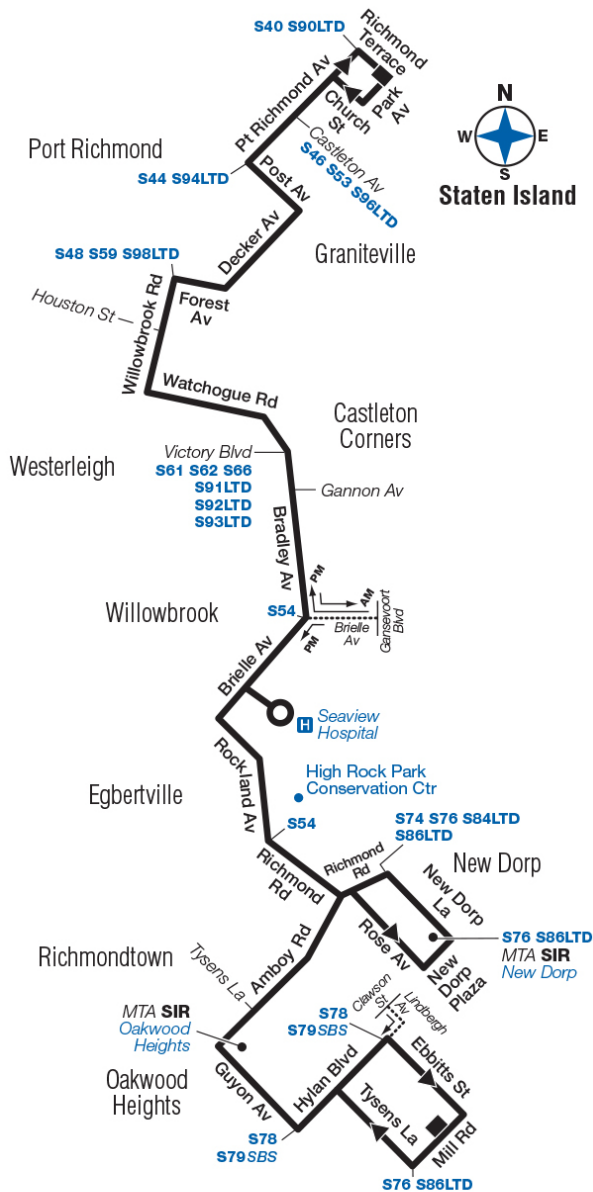 S40 S90LTD
Richmond
Terrace
Pt Richmond Av
Church
St
Park
Av
N
W
E
S
Staten Island
Port Richmond
Castleton Av
S46 S53 S96LTD
S44 S94LTD
Post Av
Decker Av
Graniteville
S48 S59 S98LTD
Forest
Av
Houston St
Willowbrook Rd
Watchogue Rd
Castleton
Corners
Victory Blvd
Westerleigh
S61 S62 S66
S91LTD
S92LTD
S93LTD
Gannon Av
Bradley Av
PM
AM
Willowbrook
S54
Brielle
Av
Gansevoort
Blvd
PM
Brielle Av
H
Seaview
Hospital
Rockland Av
High Rock Park
Conservation Ctr
Egbertville
S54
S74 S76 S84LTD
S86LTD
Richmond
Rd
Richmond
Rd
New Dorp
New Dorp
La
Rose Av
S76 S86LTD
MTA SIR
New Dorp
New
Dorp
Plaza
Richmondtown
Tysens La
Amboy Rd
MTA SIR
Oakwood
Heights
Clawson
St
Lindbergh
Av
S78
S79SBS
Oakwood
Heights
Guyon Av
Hylan Blvd
Ebbitts St
Tysens La
Mill Rd
S78
S79SBS
S76 S86LTD